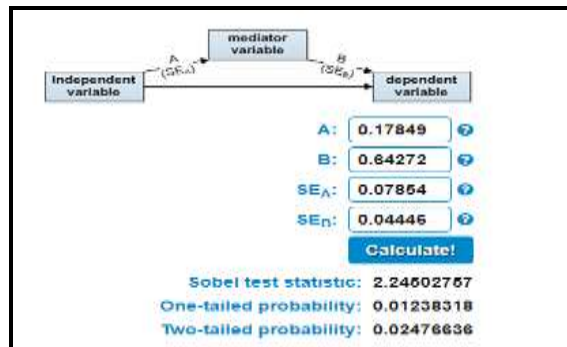 mediator
variable
A
(SEA)
B
(SEB)
Independent
variable
dependent
variable
A: 0.17849 ?
B: 0.64272 ?
SEA: 0.07854 ?
SEB: 0.04446 ?
Calculate!
Sobel test statistic: 2.24502757
One-tailed probability: 0.01238318
Two-tailed probability: 0.02476636